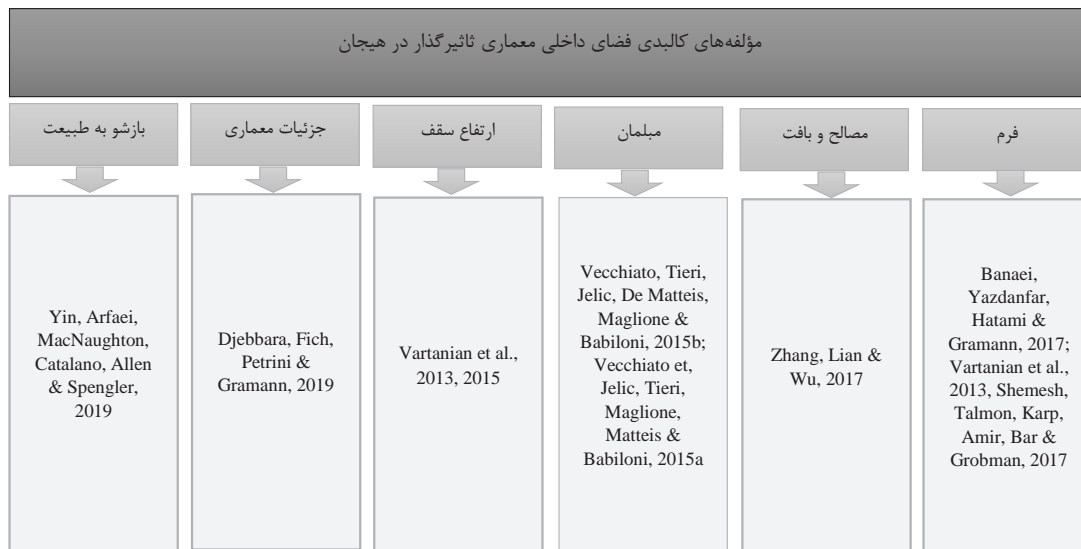 مؤلفه‌های کالبدی فضای داخلی معماری تاثیرگذار در هیجان
فرم
مصالح و بافت
مبلمان
ارتفاع سقف
جزئیات معماری
بازشو به طبیعت
Banaei,
Yazdanfar,
Hatami &
Gramann, 2017;
Vartanian et al.,
2013, Shemesh,
Talmon, Karp,
Amir, Bar &
Grobman, 2017
Zhang, Lian &
Wu, 2017
Vecchiato, Tieri,
Jelic, De Matteis,
Maglione &
Babiloni, 2015b;
Vecchiato et,
Jelic, Tieri,
Maglione,
Matteis &
Babiloni, 2015a
Vartanian et al.,
2013, 2015
Djebbara, Fich,
Petrini &
Gramann, 2019
Yin, Arfaei,
MacNaughton,
Catalano, Allen
& Spengler,
2019